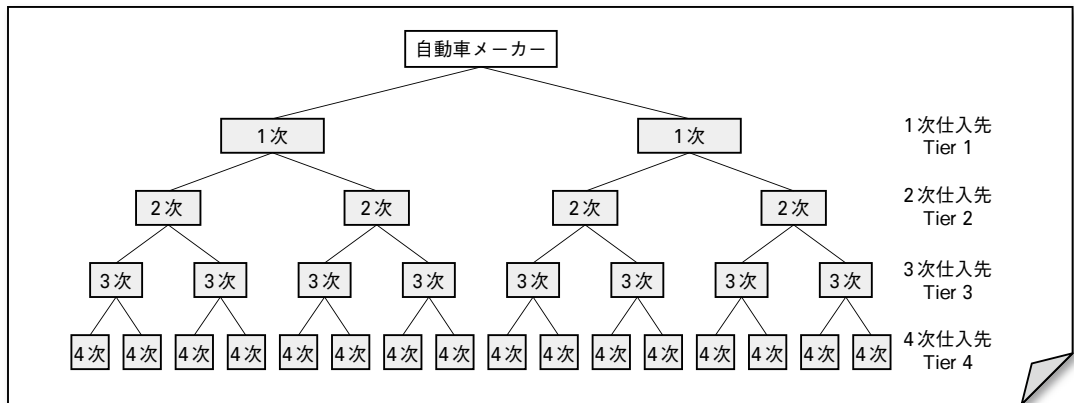 自動車メーカー
1次 1次
1次仕入先
Tier 1
2次 2次 2次 2次
2次仕入先
Tier 2
3次 3次 3次 3次 3次 3次 3次 3次
3次仕入先
Tier 3
4次 4次 4次 4次 4次 4次 4次 4次 4次 4次 4次 4次 4次 4次 4次 4次
4次仕入先
Tier 4